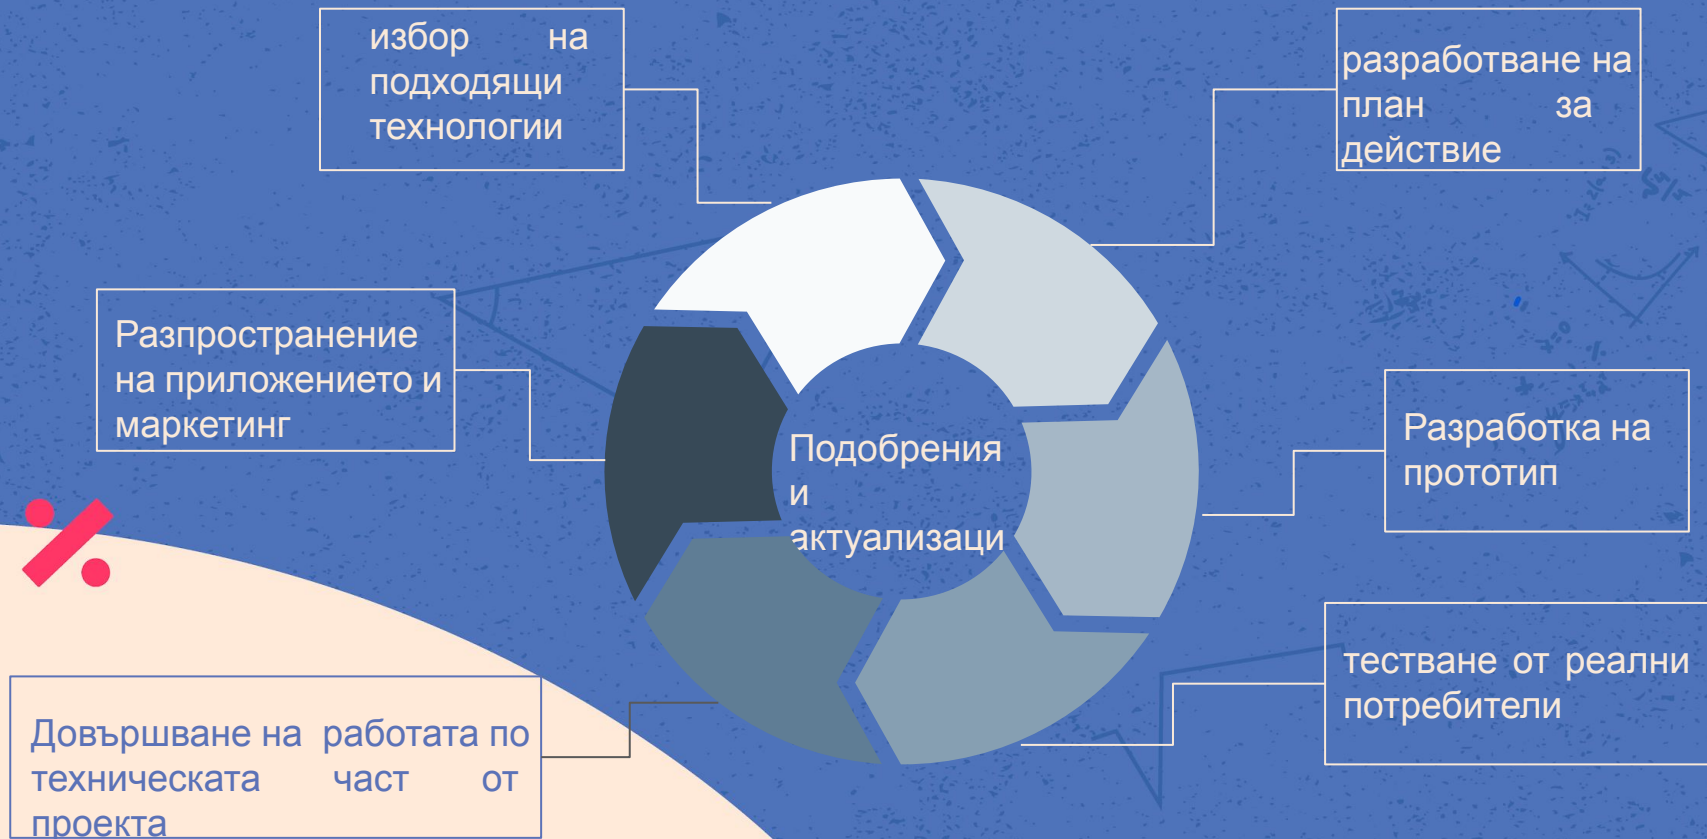 избор на
подходящи
технологии
разработване на
план за
действие
Разработка на
прототип
тестване от реални
потребители
Довършване на работата по
техническата част от
проекта
Разпространение
на приложението и
маркетинг
Подобрения
и
актуализаци